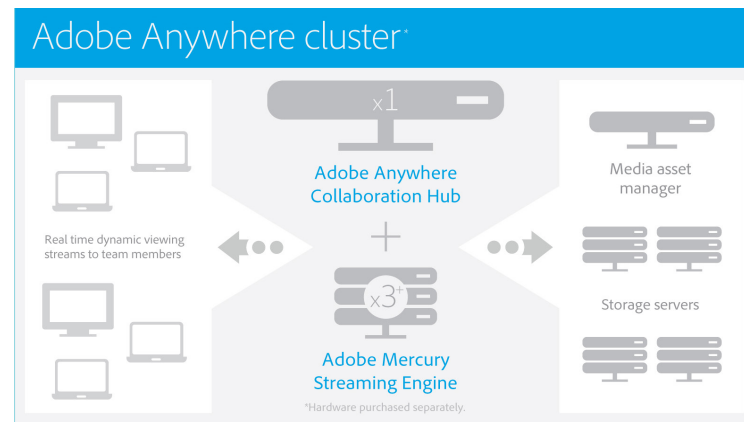 Adobe Anywhere cluster*
x1
Adobe Anywhere
Collaboration Hub
Real time dynamic viewing
streams to team members
+
x3+
Adobe Mercury
Streaming Engine
*Hardware purchased separately.
Media asset
manager
Storage servers